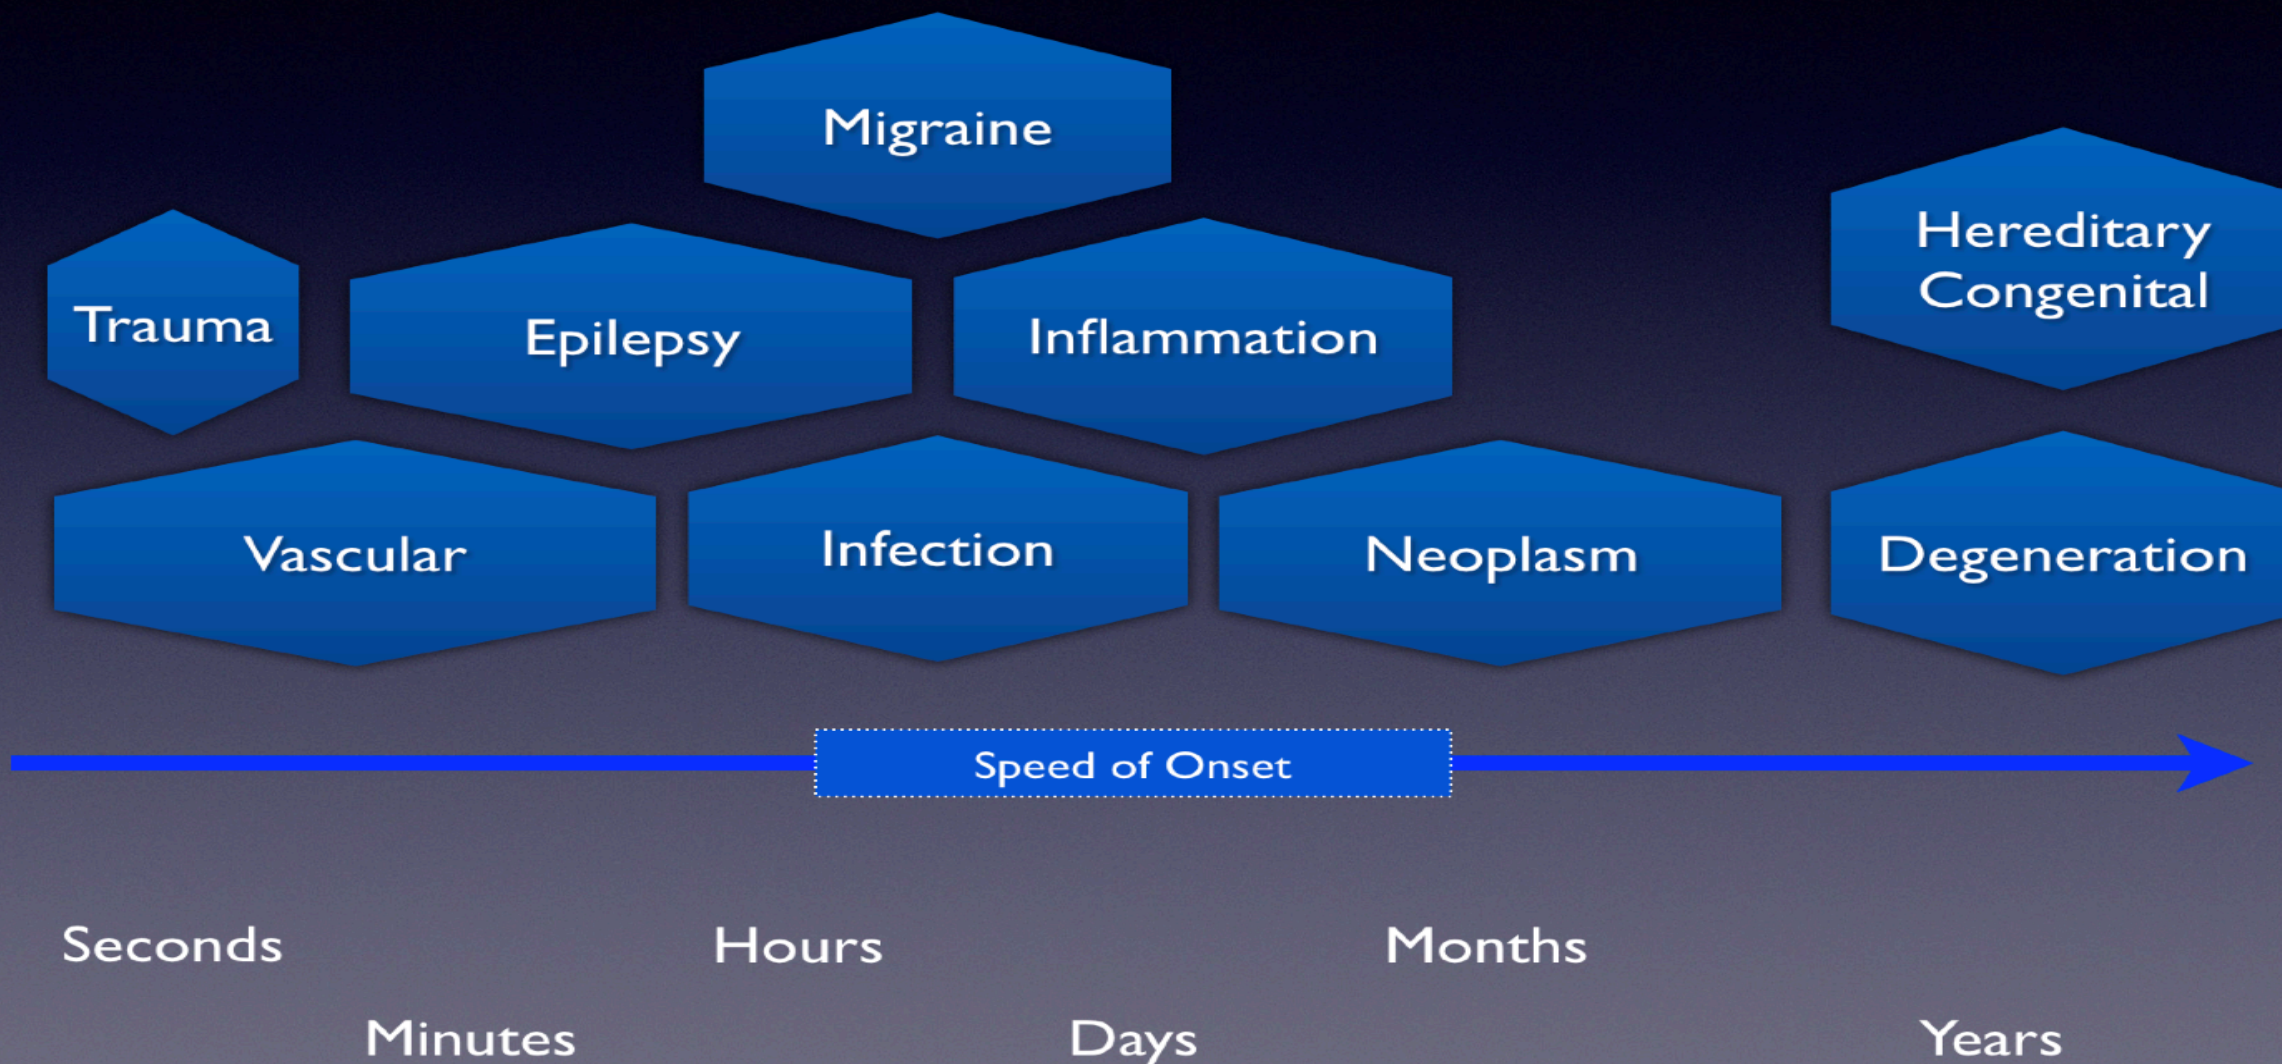 Migraine
Hereditary
Congenital
Trauma
Epilepsy
Inflammation
Vascular
Infection
Neoplasm
Degeneration
Speed of Onset
Seconds
Hours
Months
Minutes
Days
Years